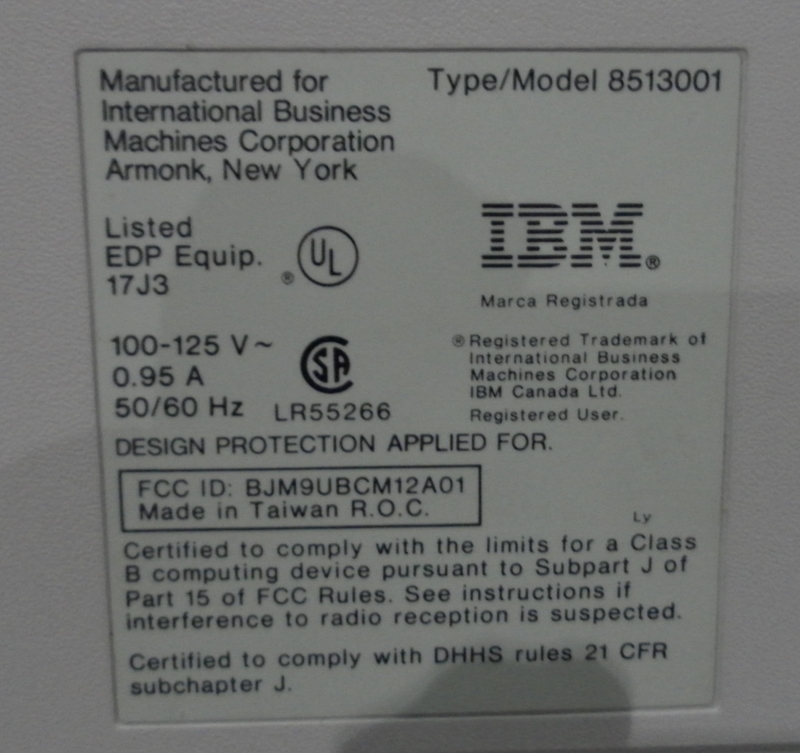 Manufactured for
International Business
Machines Corporation
Armonk, New York
Type/Model 8513001
Listed
EDP Equip.
17J3
® UL
IBM®
Marca Registrada
100-125 V~
0.95 A
50/60 Hz
SA
LR55266
® Registered Trademark of
International Business
Machines Corporation
IBM Canada Ltd.
Registered User.
DESIGN PROTECTION APPLIED FOR.
FCC ID: BJM9UBCM12A01
Made in Taiwan R.O.C.
Ly
Certified to comply with the limits for a Class
B computing device pursuant to Subpart J of
Part 15 of FCC Rules. See instructions if
interference to radio reception is suspected.
Certified to comply with DHHS rules 21 CFR
subchapter J.